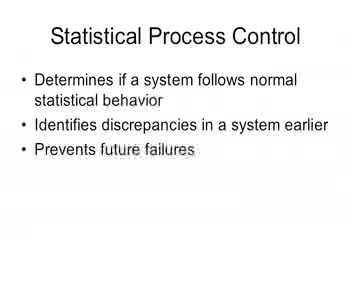 Statistical Process Control
• Determines if a system follows normal
statistical behavior
• Identifies discrepancies in a system earlier
• Prevents future failures